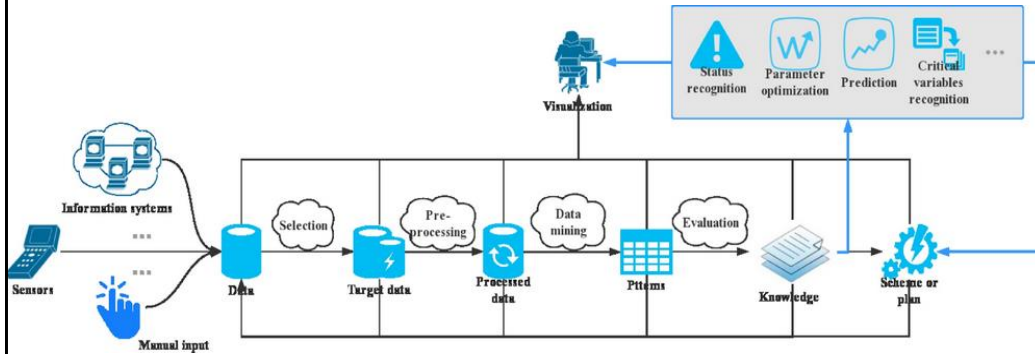 Status
recognition
Parameter
optimization
Prediction
Critical
variables
recognition
...
Visualization
Information systems
...
Sensors
...
Manual input
Data
Selection
Target data
Pre-
processing
Processed
data
Data
mining
Ptterns
Evaluation
Knowledge
Scheme or
plan